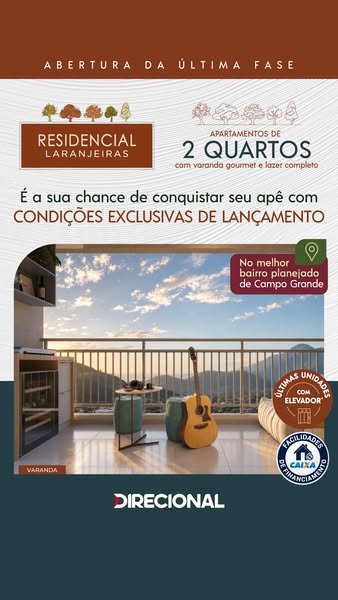 ABERTURA DA ÚLTIMA FASE
RESIDENCIAL
LARANJEIRAS
APARTAMENTOS DE
2 QUARTOS
com varanda gourmet e lazer completo
É a sua chance de conquistar seu apê com
CONDIÇÕES EXCLUSIVAS DE LANÇAMENTO
No melhor
bairro planejado
de Campo Grande
ÚLTIMAS UNIDADES
COM
ELEVADOR*
FACILIDADES
CAIXA
DE FINANCIAMENTO
VARANDA
DIRECIONAL